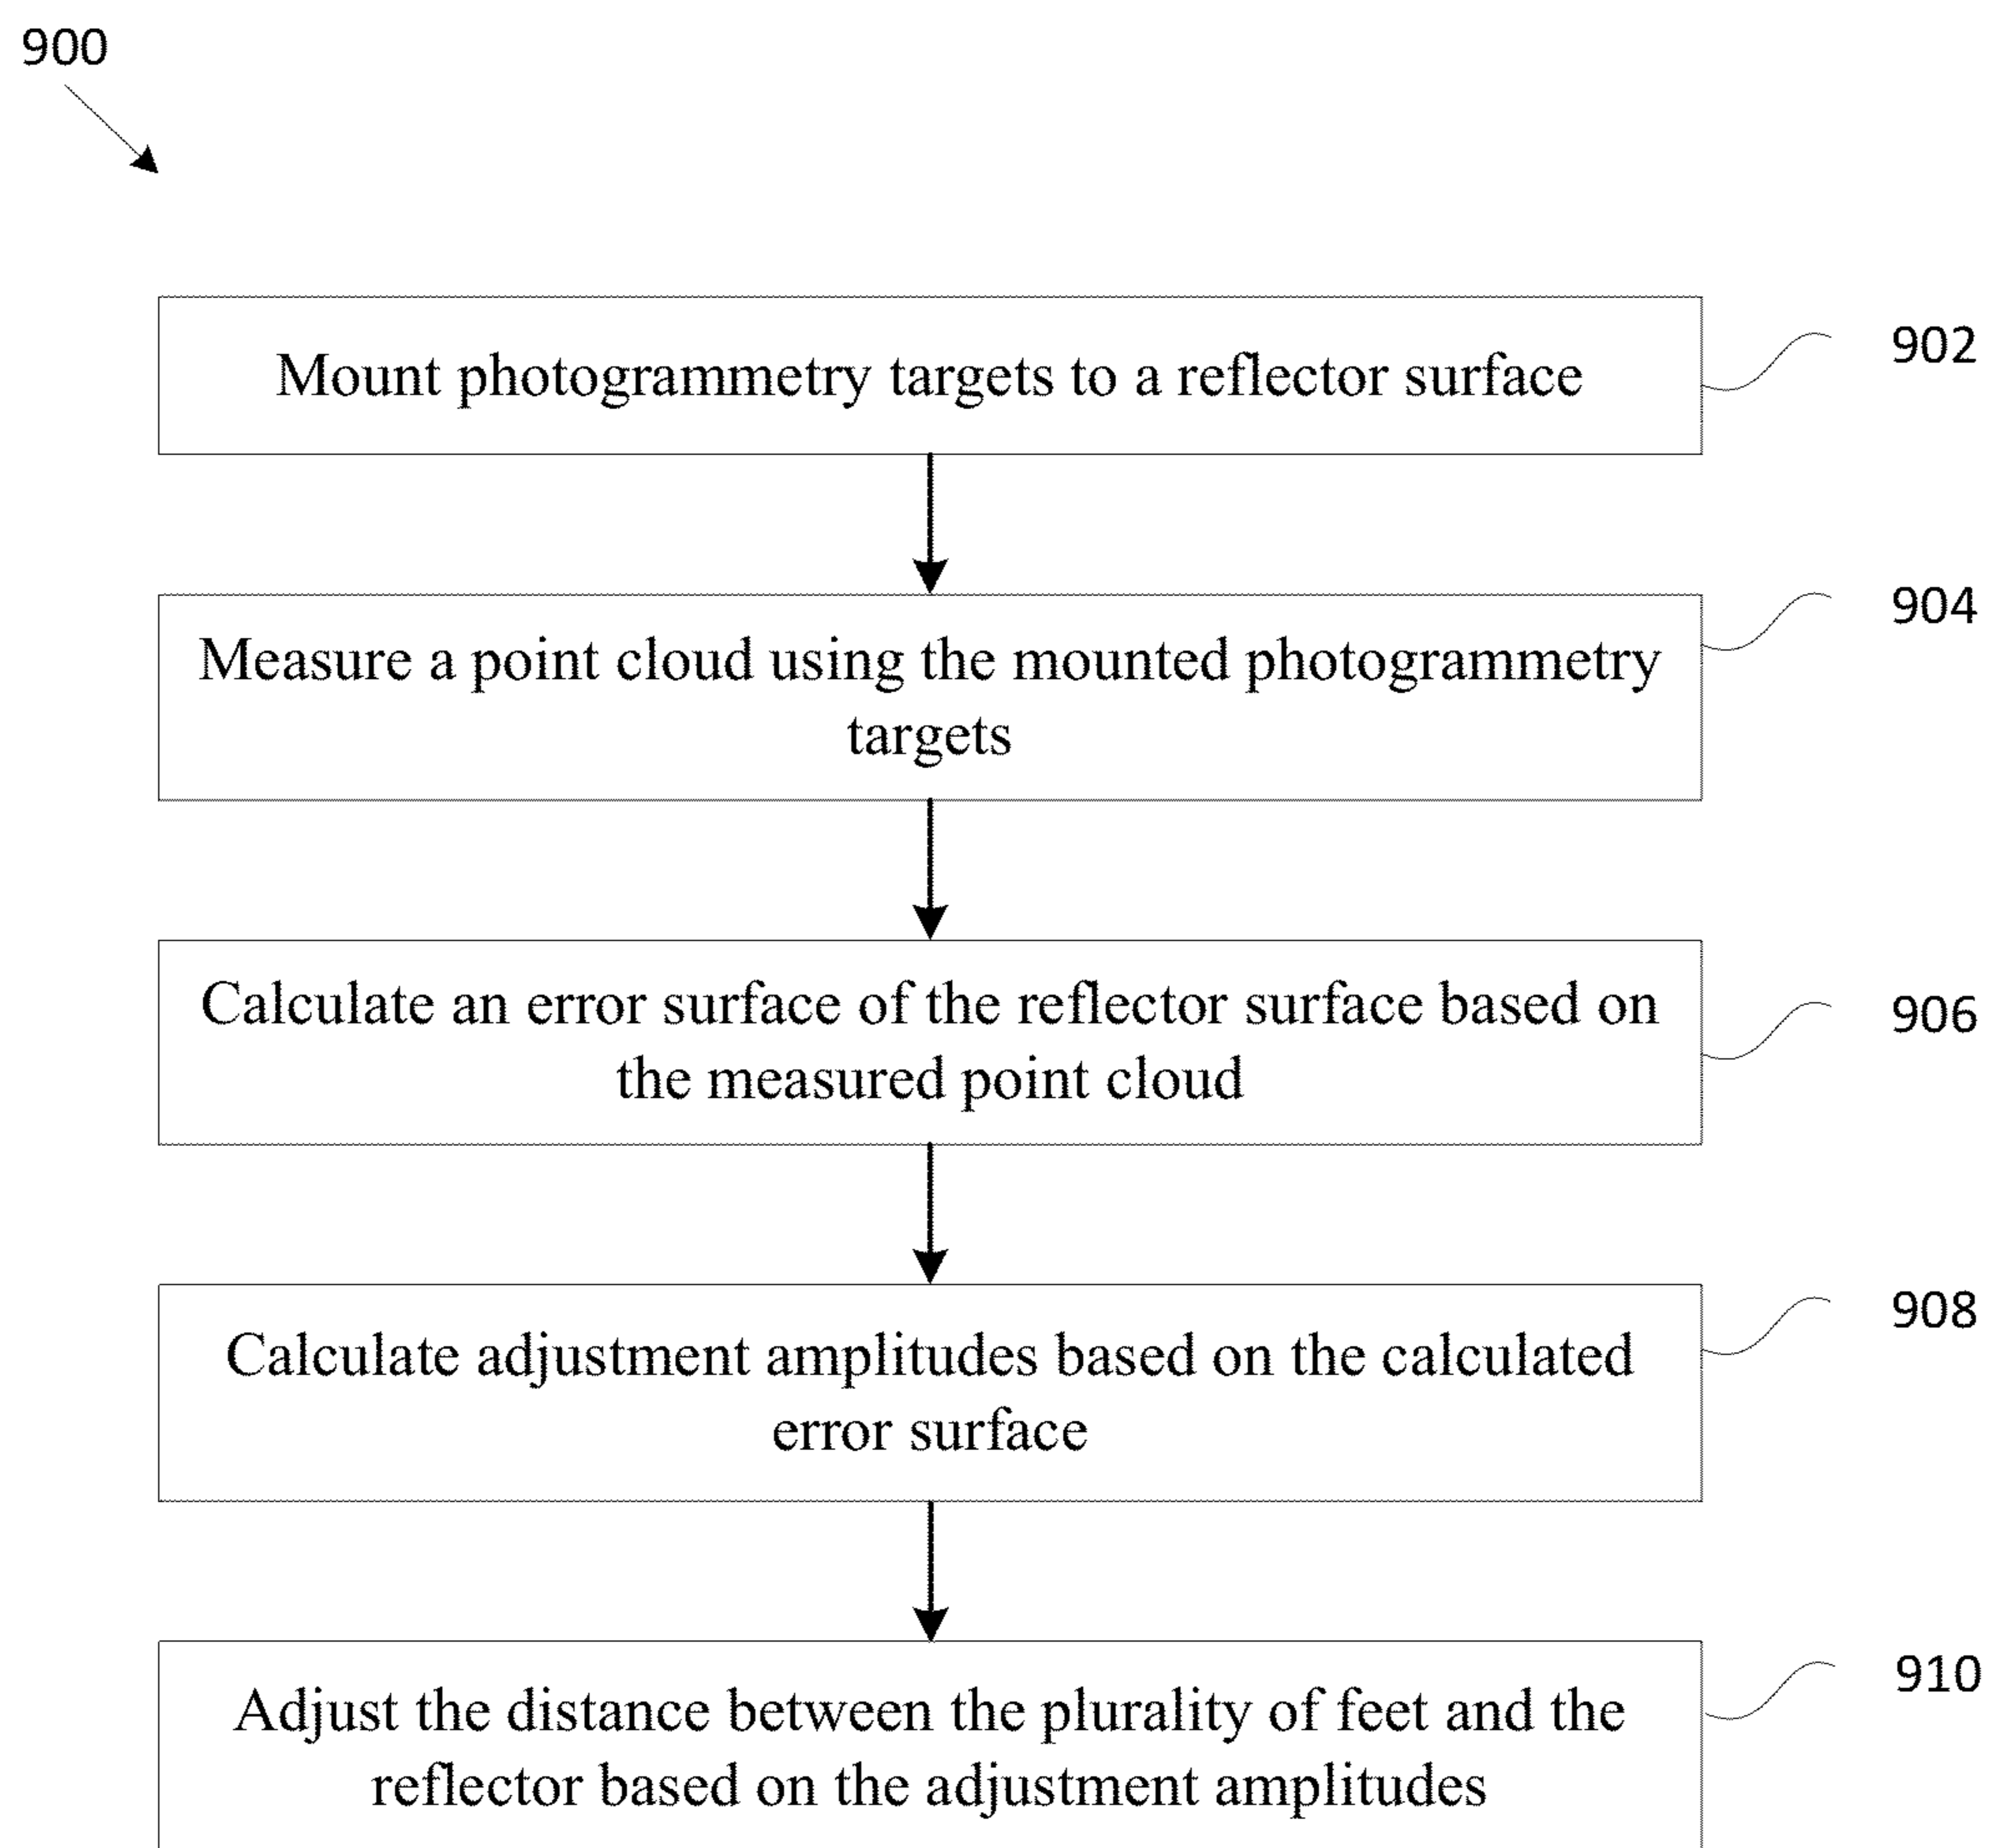 900
Mount photogrammetry targets to a reflector surface
902
Measure a point cloud using the mounted photogrammetry
targets
904
Calculate an error surface of the reflector surface based on
the measured point cloud
906
Calculate adjustment amplitudes based on the calculated
error surface
908
Adjust the distance between the plurality of feet and the
reflector based on the adjustment amplitudes
910